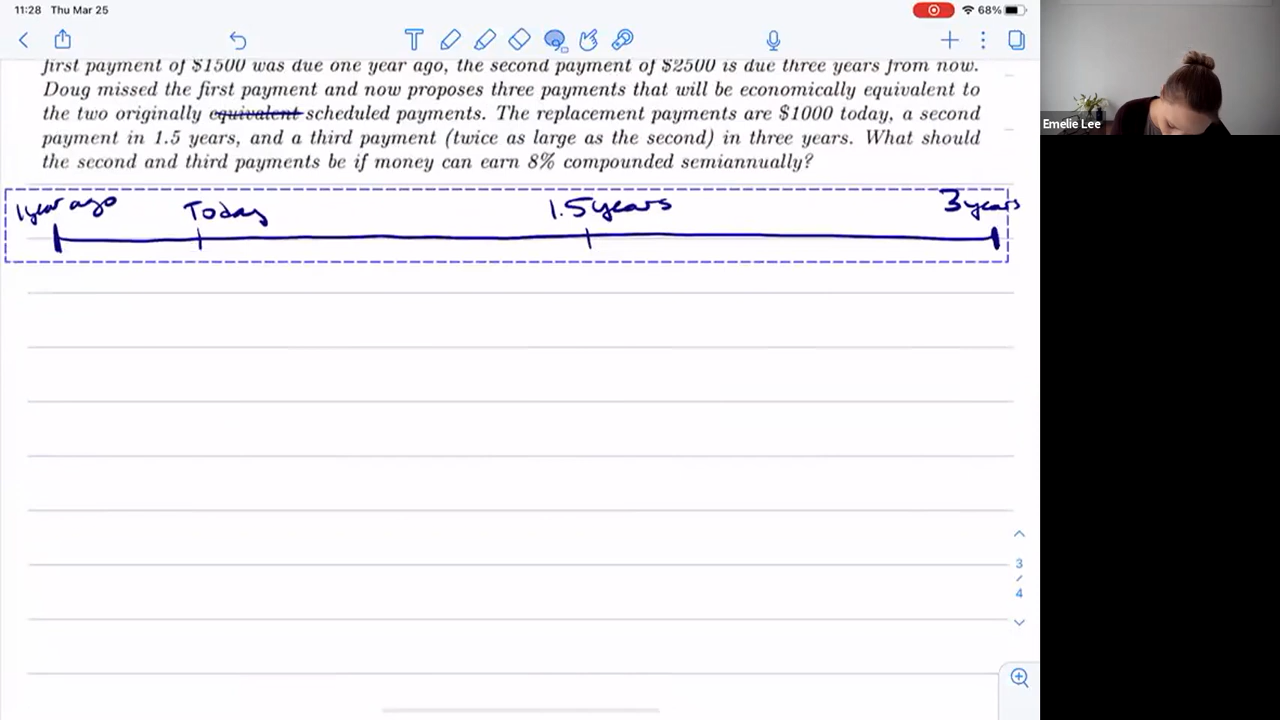 11:28 Thu Mar 25
68%
first payment of $1500 was due one year ago, the second payment of $2500 is due three years from now.
Doug missed the first payment and now proposes three payments that will be economically equivalent to
the two originally equivalent scheduled payments. The replacement payments are $1000 today, a second
payment in 1.5 years, and a third payment (twice as large as the second) in three years. What should
the second and third payments be if money can earn 8% compounded semiannually?
1 year ago Today 1.5 years 3 years
Emelie Lee
3
/
4